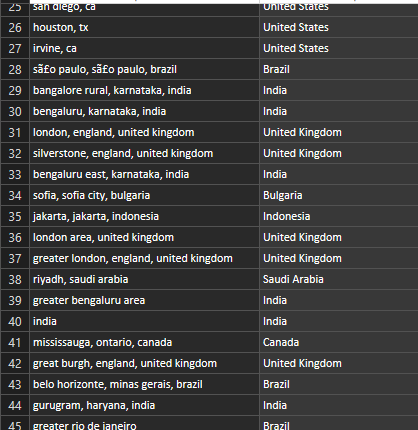 25 san diego, ca United States
26 houston, tx United States
27 irvine, ca United States
28 sã£o paulo, sã£o paulo, brazil Brazil
29 bangalore rural, karnataka, india India
30 bengaluru, karnataka, india India
31 london, england, united kingdom United Kingdom
32 silverstone, england, united kingdom United Kingdom
33 bengaluru east, karnataka, india India
34 sofia, sofia city, bulgaria Bulgaria
35 jakarta, jakarta, indonesia Indonesia
36 london area, united kingdom United Kingdom
37 greater london, england, united kingdom United Kingdom
38 riyadh, saudi arabia Saudi Arabia
39 greater bengaluru area India
40 india India
41 mississauga, ontario, canada Canada
42 great burgh, england, united kingdom United Kingdom
43 belo horizonte, minas gerais, brazil Brazil
44 gurugram, haryana, india India
45 greater rio de janeiro Brazil